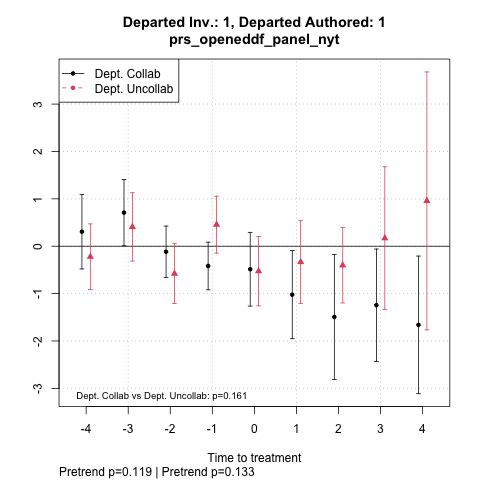 Departed Inv.: 1, Departed Authored: 1
prs_openeddf_panel_nyt
Dept. Collab
Dept. Uncollab
3
2
1
0
-1
-2
-3
Dept. Collab vs Dept. Uncollab: p=0.161
-4 -3 -2 -1 0 1 2 3 4
Time to treatment
Pretrend p=0.119 | Pretrend p=0.133